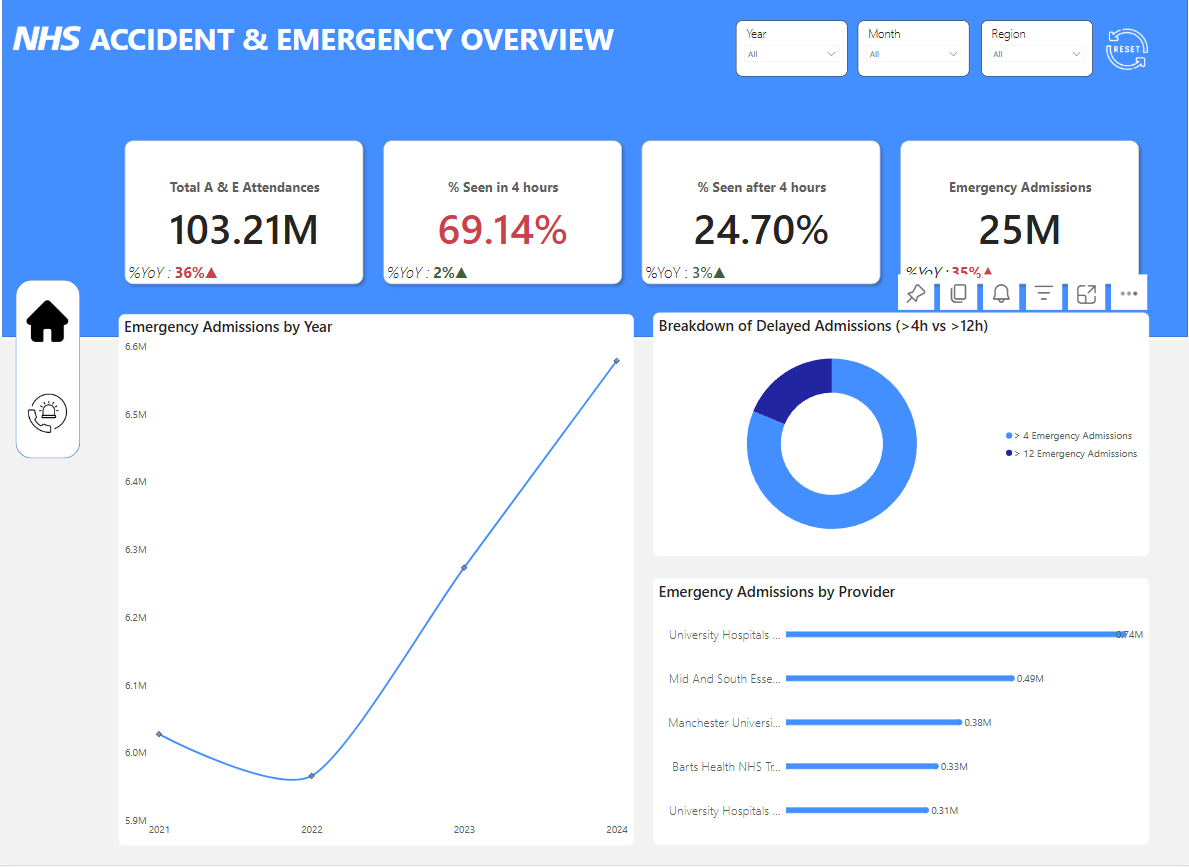 NHS ACCIDENT & EMERGENCY OVERVIEW
Year
All
Month
All
Region
All
RESET
Total A & E Attendances
103.21M
%YoY : 36%▲
% Seen in 4 hours
69.14%
%YoY : 2%▲
% Seen after 4 hours
24.70%
%YoY : 3%▲
Emergency Admissions
25M
%YoY : 35%▲
Emergency Admissions by Year
6.6M
6.5M
6.4M
6.3M
6.2M
6.1M
6.0M
5.9M
2021
2022
2023
2024
Breakdown of Delayed Admissions (>4h vs >12h)
> 4 Emergency Admissions
> 12 Emergency Admissions
Emergency Admissions by Provider
University Hospitals ...
0.74M
Mid And South Esse...
0.49M
Manchester Universi...
0.38M
Barts Health NHS Tr...
0.33M
University Hospitals ...
0.31M